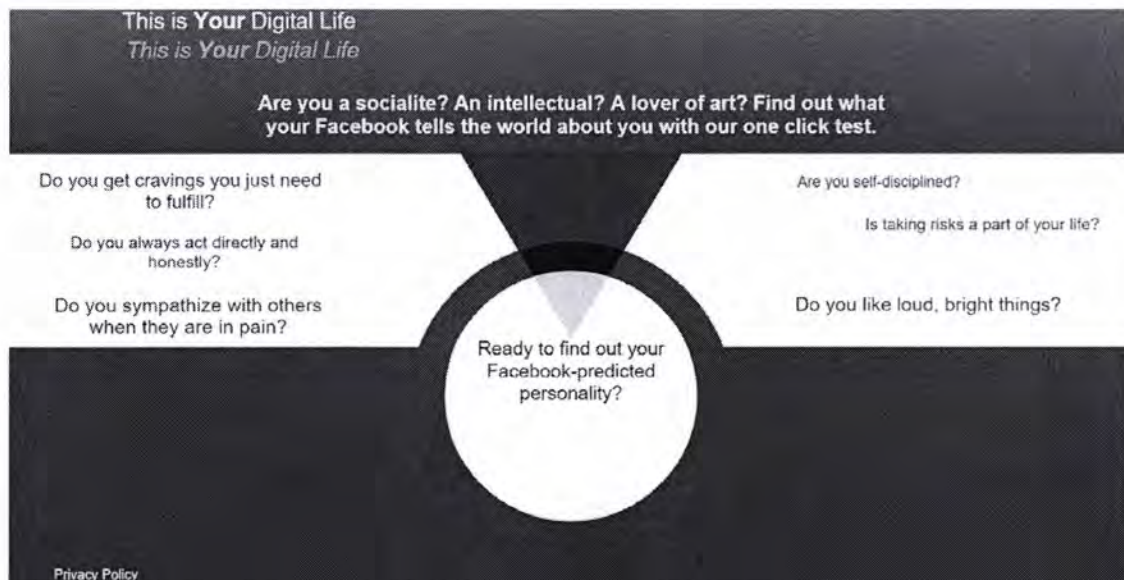 This is Your Digital Life
This is Your Digital Life
Are you a socialite? An intellectual? A lover of art? Find out what
your Facebook tells the world about you with our one click test.
Do you get cravings you just need
to fulfill?
Do you always act directly and
honestly?
Do you sympathize with others
when they are in pain?
Are you self-disciplined?
Is taking risks a part of your life?
Do you like loud, bright things?
Ready to find out your
Facebook-predicted
personality?
Privacy Policy